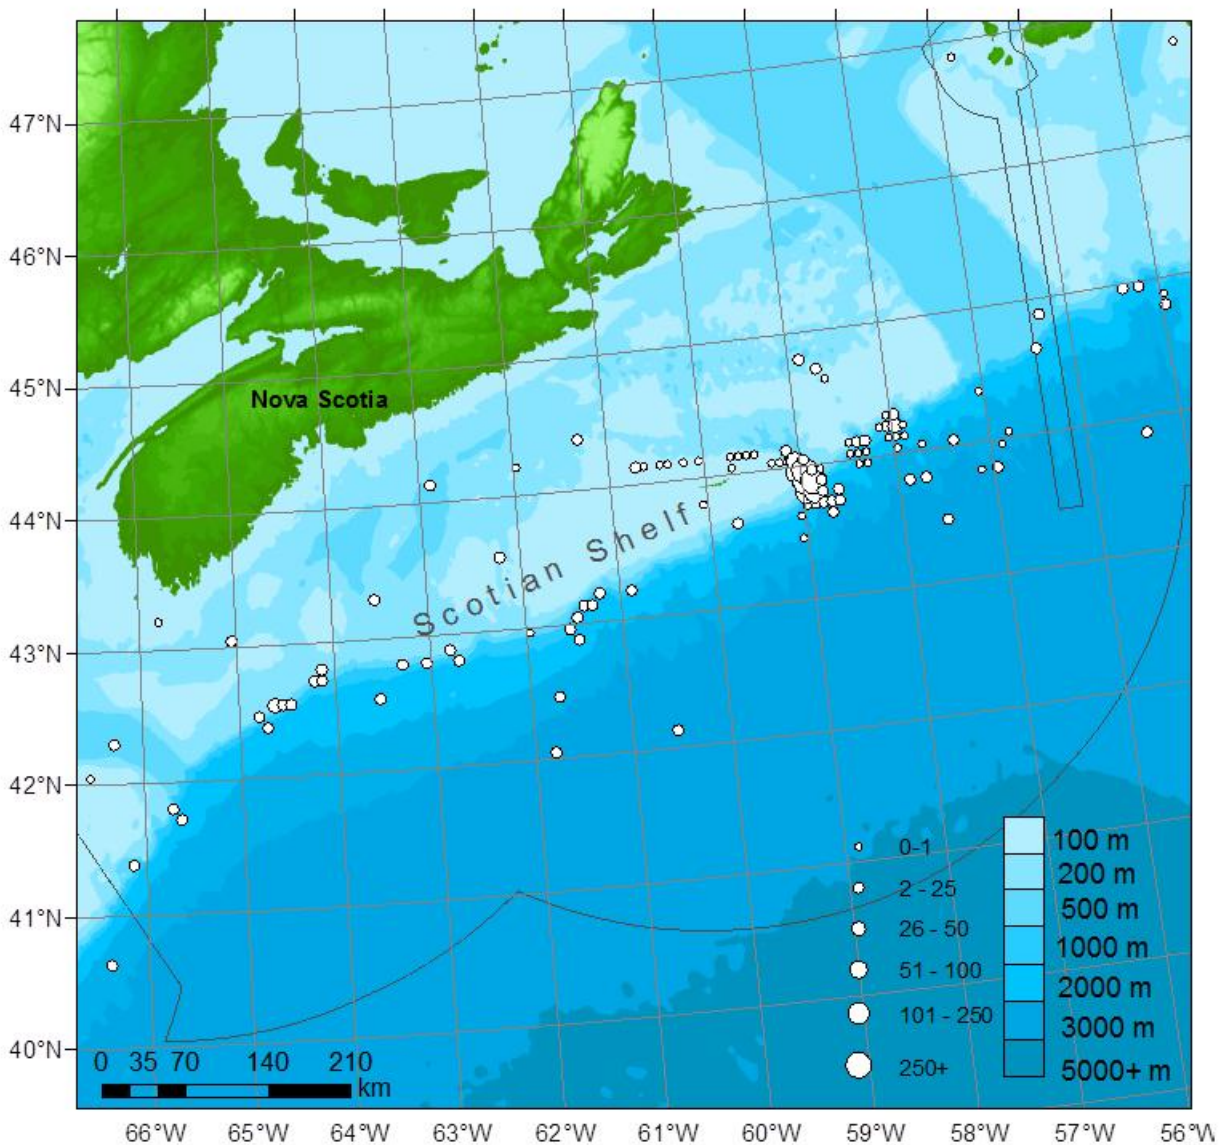 47°N
46°N
45°N
Nova Scotia
44°N
Scotian Shelf
43°N
42°N
41°N
40°N
0-1
2 - 25
26 - 50
51 - 100
101 - 250
250+
100 m
200 m
500 m
1000 m
2000 m
3000 m
5000+ m
0 35 70 140 210
km
66°W 65°W 64°W 63°W 62°W 61°W 60°W 59°W 58°W 57°W 56°W